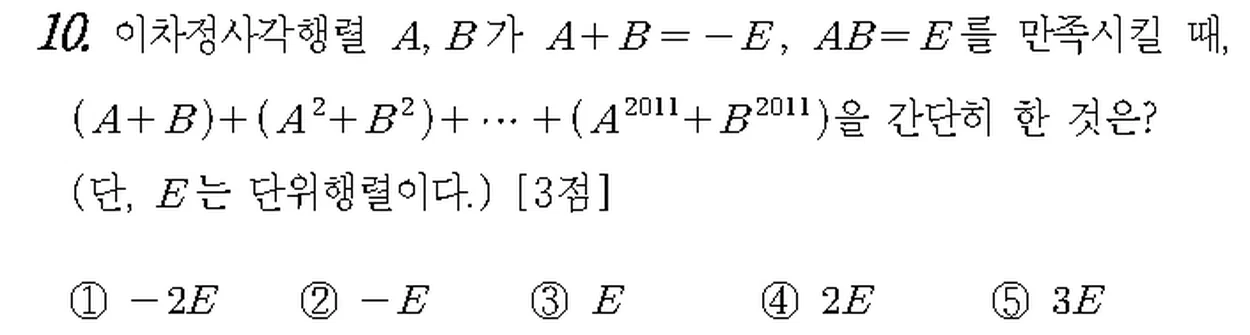 10. 이차정사각행렬 A, B가 A+B=-E, AB=E를 만족시킬 때,
(A+B)+(A²+B²)+⋯+(A²⁰¹¹+B²⁰¹¹)을 간단히 한 것은?
(단, E는 단위행렬이다.) [3점]
① -2E ② -E ③ E ④ 2E ⑤ 3E